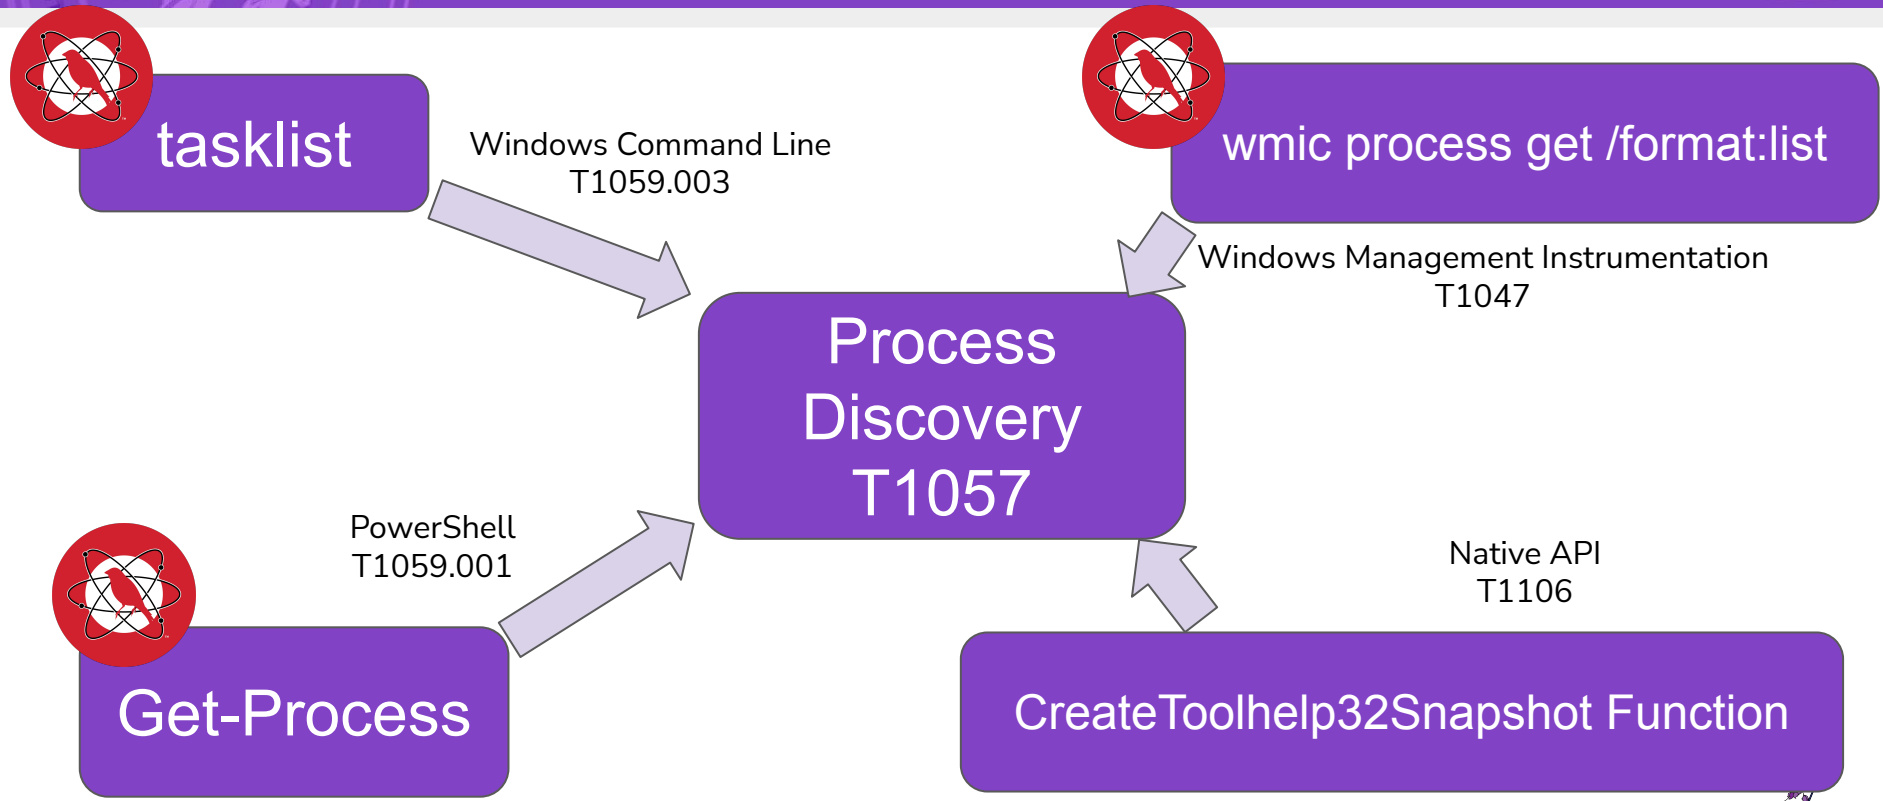 tasklist
Windows Command Line
T1059.003
wmic process get /format:list
Windows Management Instrumentation
T1047
Process
Discovery
T1057
PowerShell
T1059.001
Get-Process
Native API
T1106
CreateToolhelp32Snapshot Function